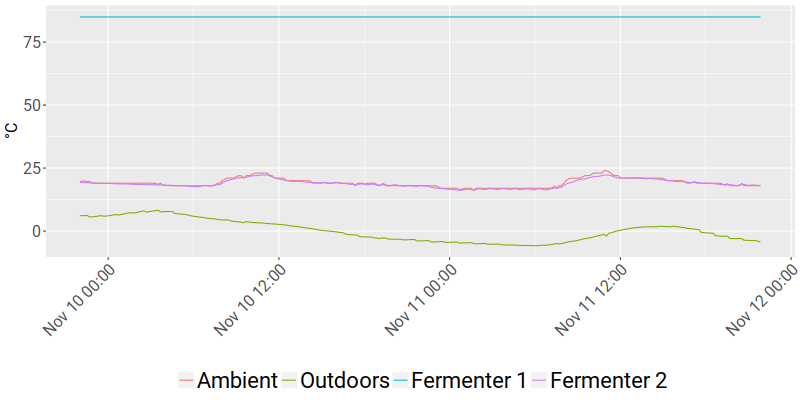 75
50
25
0
°C
Nov 10 00:00
Nov 10 12:00
Nov 11 00:00
Nov 11 12:00
Nov 12 00:00
Ambient Outdoors Fermenter 1 Fermenter 2